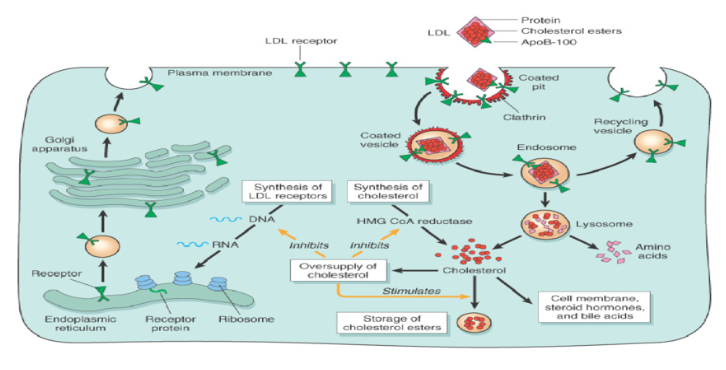 Protein
LDL
Cholesterol esters
ApoB-100
LDL receptor
Plasma membrane
Coated
pit
Clathrin
Recycling
vesicle
Golgi
apparatus
Coated
vesicle
Endosome
Synthesis of
LDL receptors
Synthesis of
cholesterol
DNA
HMG CoA reductase
Lysosome
RNA
Inhibits
Inhibits
Amino
acids
Receptor
Oversupply of
cholesterol
Cholesterol
Stimulates
Endoplasmic
reticulum
Receptor
protein
Ribosome
Storage of
cholesterol esters
Cell membrane,
steroid hormones,
and bile acids